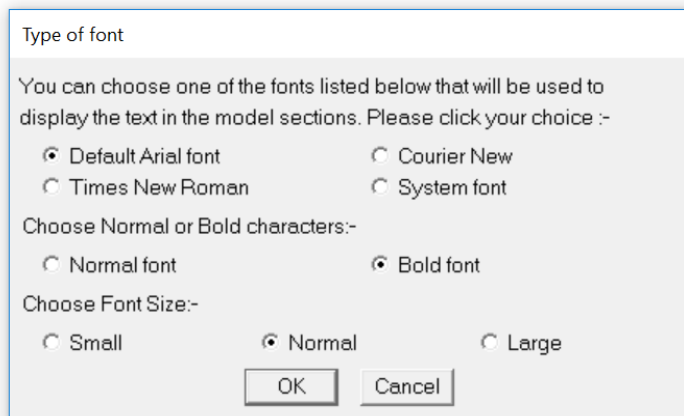 Type of font
You can choose one of the fonts listed below that will be used to
display the text in the model sections. Please click your choice :-
Default Arial font Courier New
Times New Roman System font
Choose Normal or Bold characters:-
Normal font Bold font
Choose Font Size:-
Small Normal Large
OK Cancel